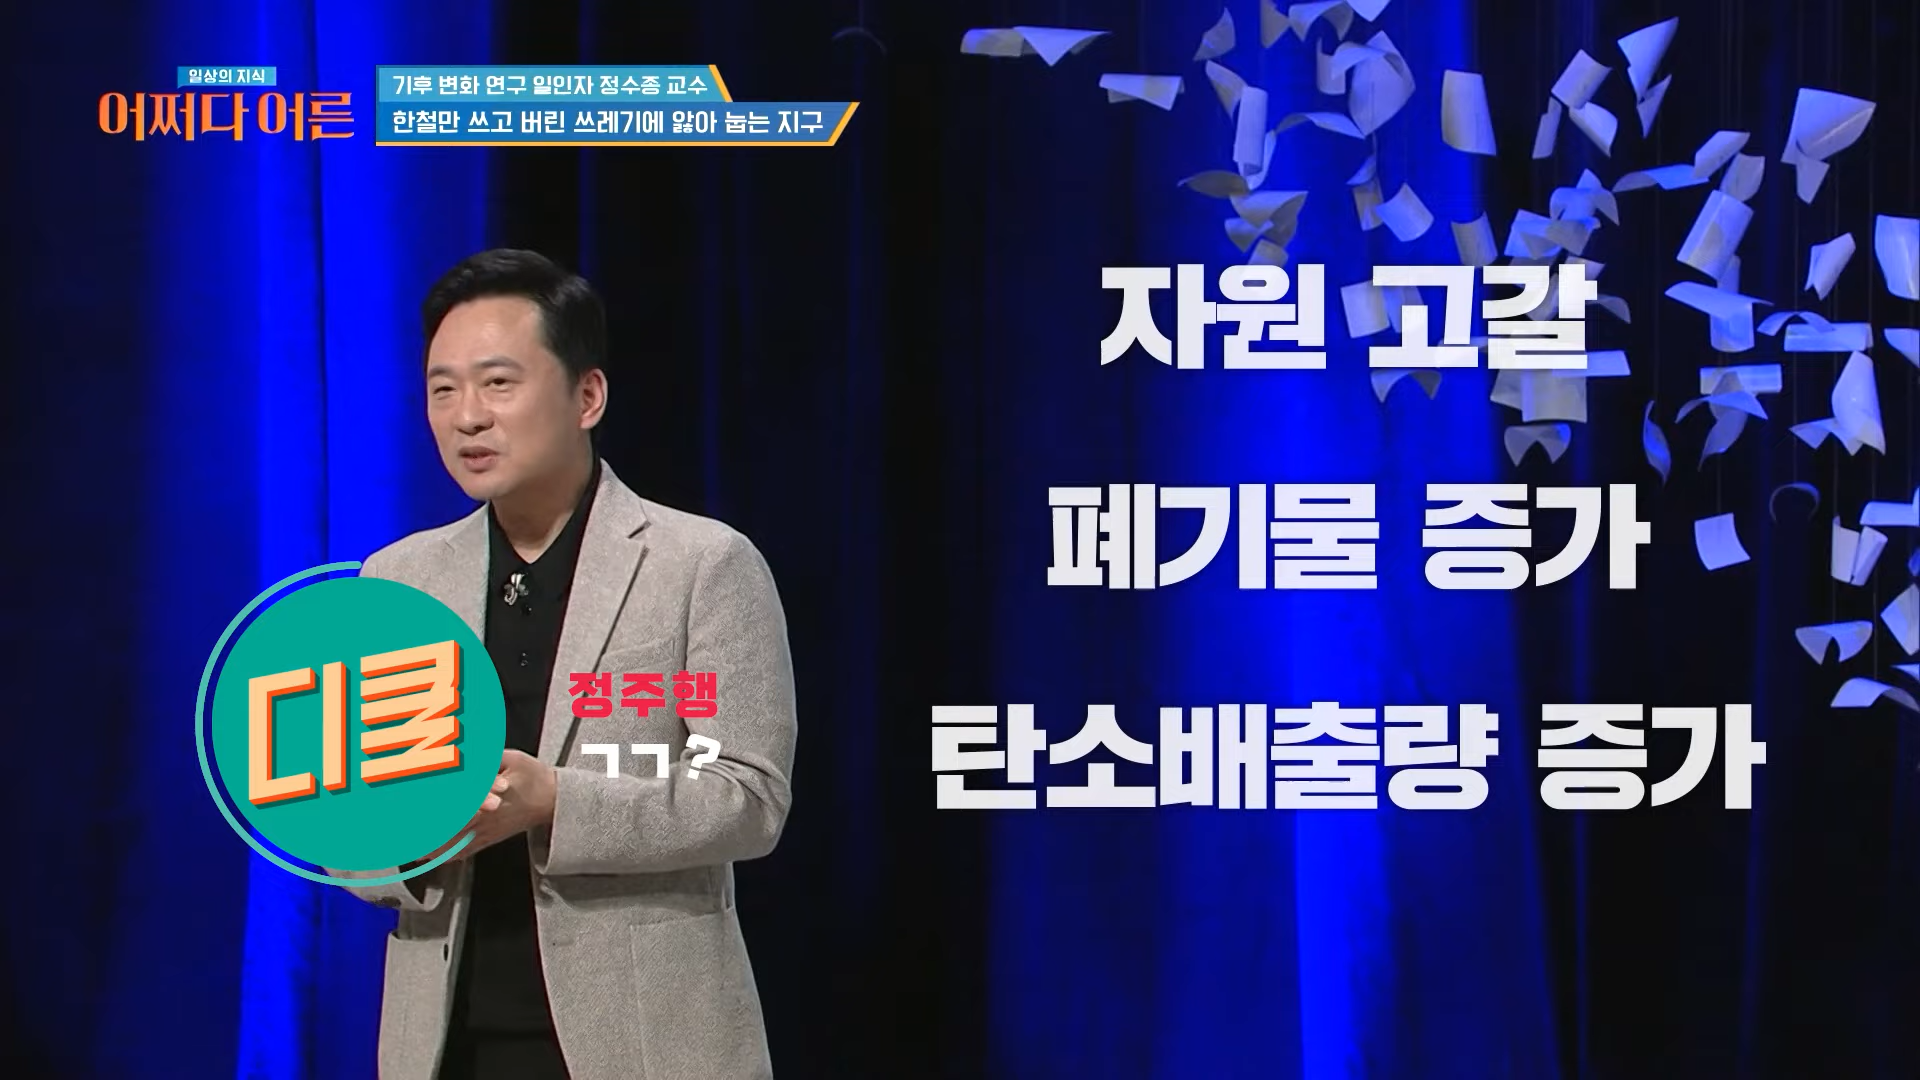 일상의 지식
어쩌다 어른
기후 변화 연구 일인자 정수종 교수
한철만 쓰고 버린 쓰레기에 앓아 눕는 지구
자원 고갈
폐기물 증가
탄소배출량 증가
디클
정주행
ㄱㄱ?